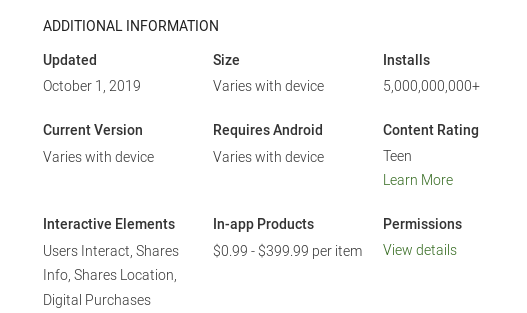 ADDITIONAL INFORMATION
Updated Size Installs
October 1, 2019 Varies with device 5,000,000,000+
Current Version Requires Android Content Rating
Varies with device Varies with device Teen
Learn More
Interactive Elements In-app Products Permissions
Users Interact, Shares $0.99 - $399.99 per item View details
Info, Shares Location,
Digital Purchases